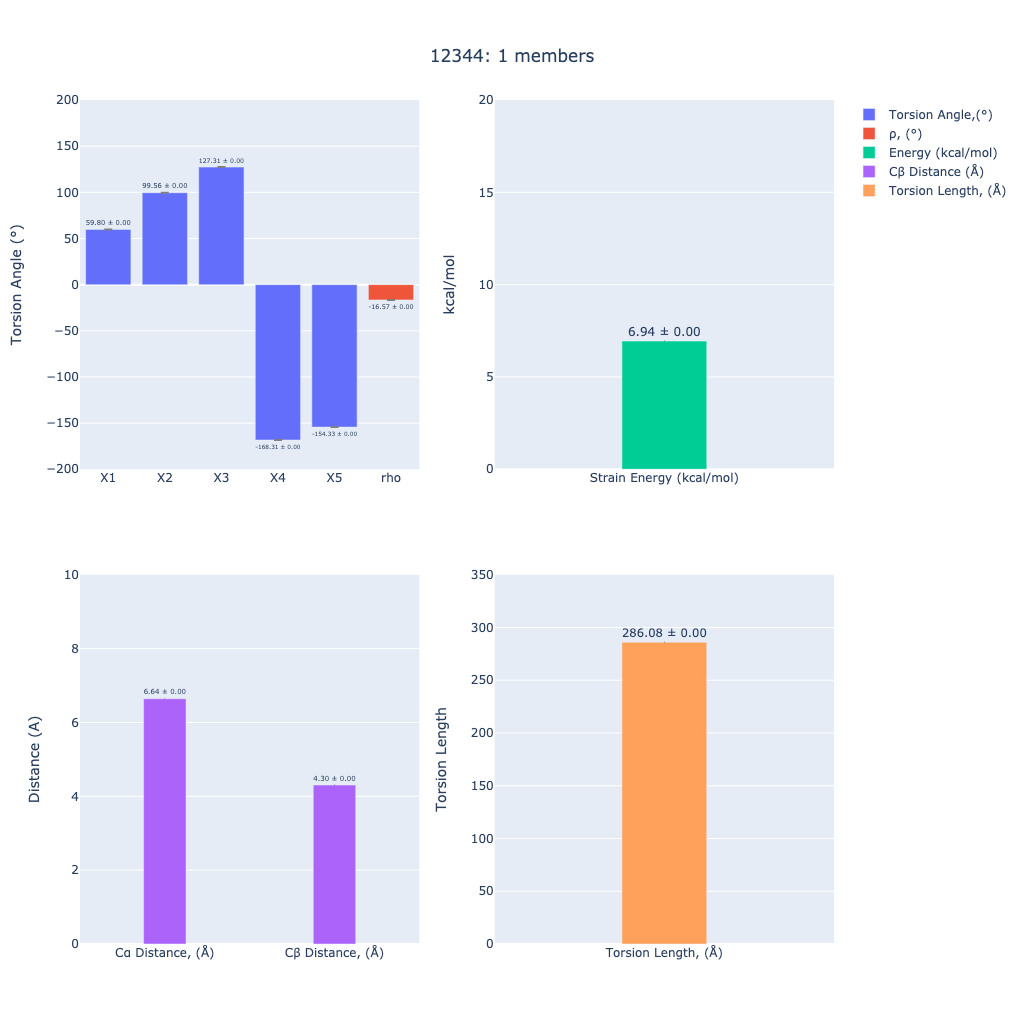 12344: 1 members
200
150
100
50
0
−50
−100
−150
−200
Torsion Angle (°)
59.80 ± 0.00
99.56 ± 0.00
127.31 ± 0.00
-168.31 ± 0.00
-154.33 ± 0.00
-16.57 ± 0.00
X1 X2 X3 X4 X5 rho
20
15
10
5
0
kcal/mol
6.94 ± 0.00
Strain Energy (kcal/mol)
Torsion Angle,(°)
ρ, (°)
Energy (kcal/mol)
Cβ Distance (Å)
Torsion Length, (Å)
10
8
6
4
2
0
Distance (A)
6.64 ± 0.00
4.30 ± 0.00
Cα Distance, (Å) Cβ Distance, (Å)
350
300
250
200
150
100
50
0
Torsion Length
286.08 ± 0.00
Torsion Length, (Å)